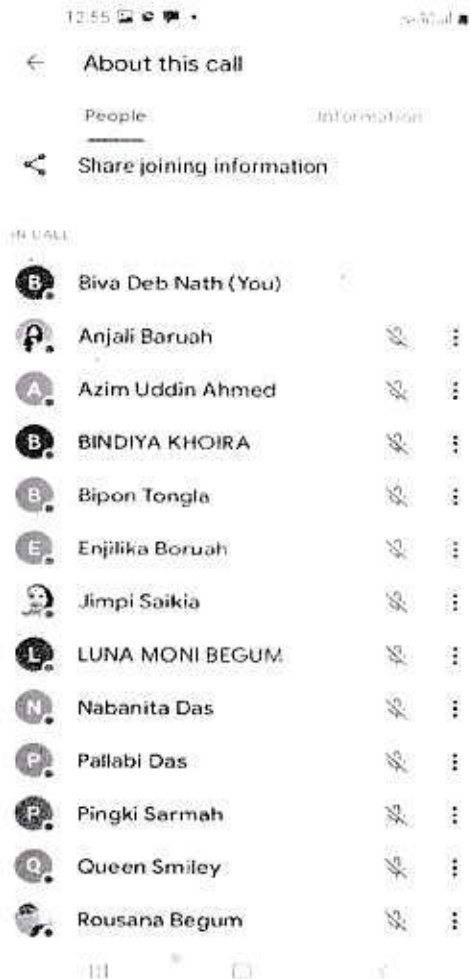 12:55
About this call
People Information
Share joining information
IN CALL
B Biva Deb Nath (You)
Anjali Baruah
A Azim Uddin Ahmed
B BINDIYA KHOIRA
B Bipon Tongla
E Enjilika Boruah
Jimpi Saikia
L LUNA MONI BEGUM
N Nabanita Das
P Pallabi Das
P Pingki Sarmah
Q Queen Smiley
Rousana Begum